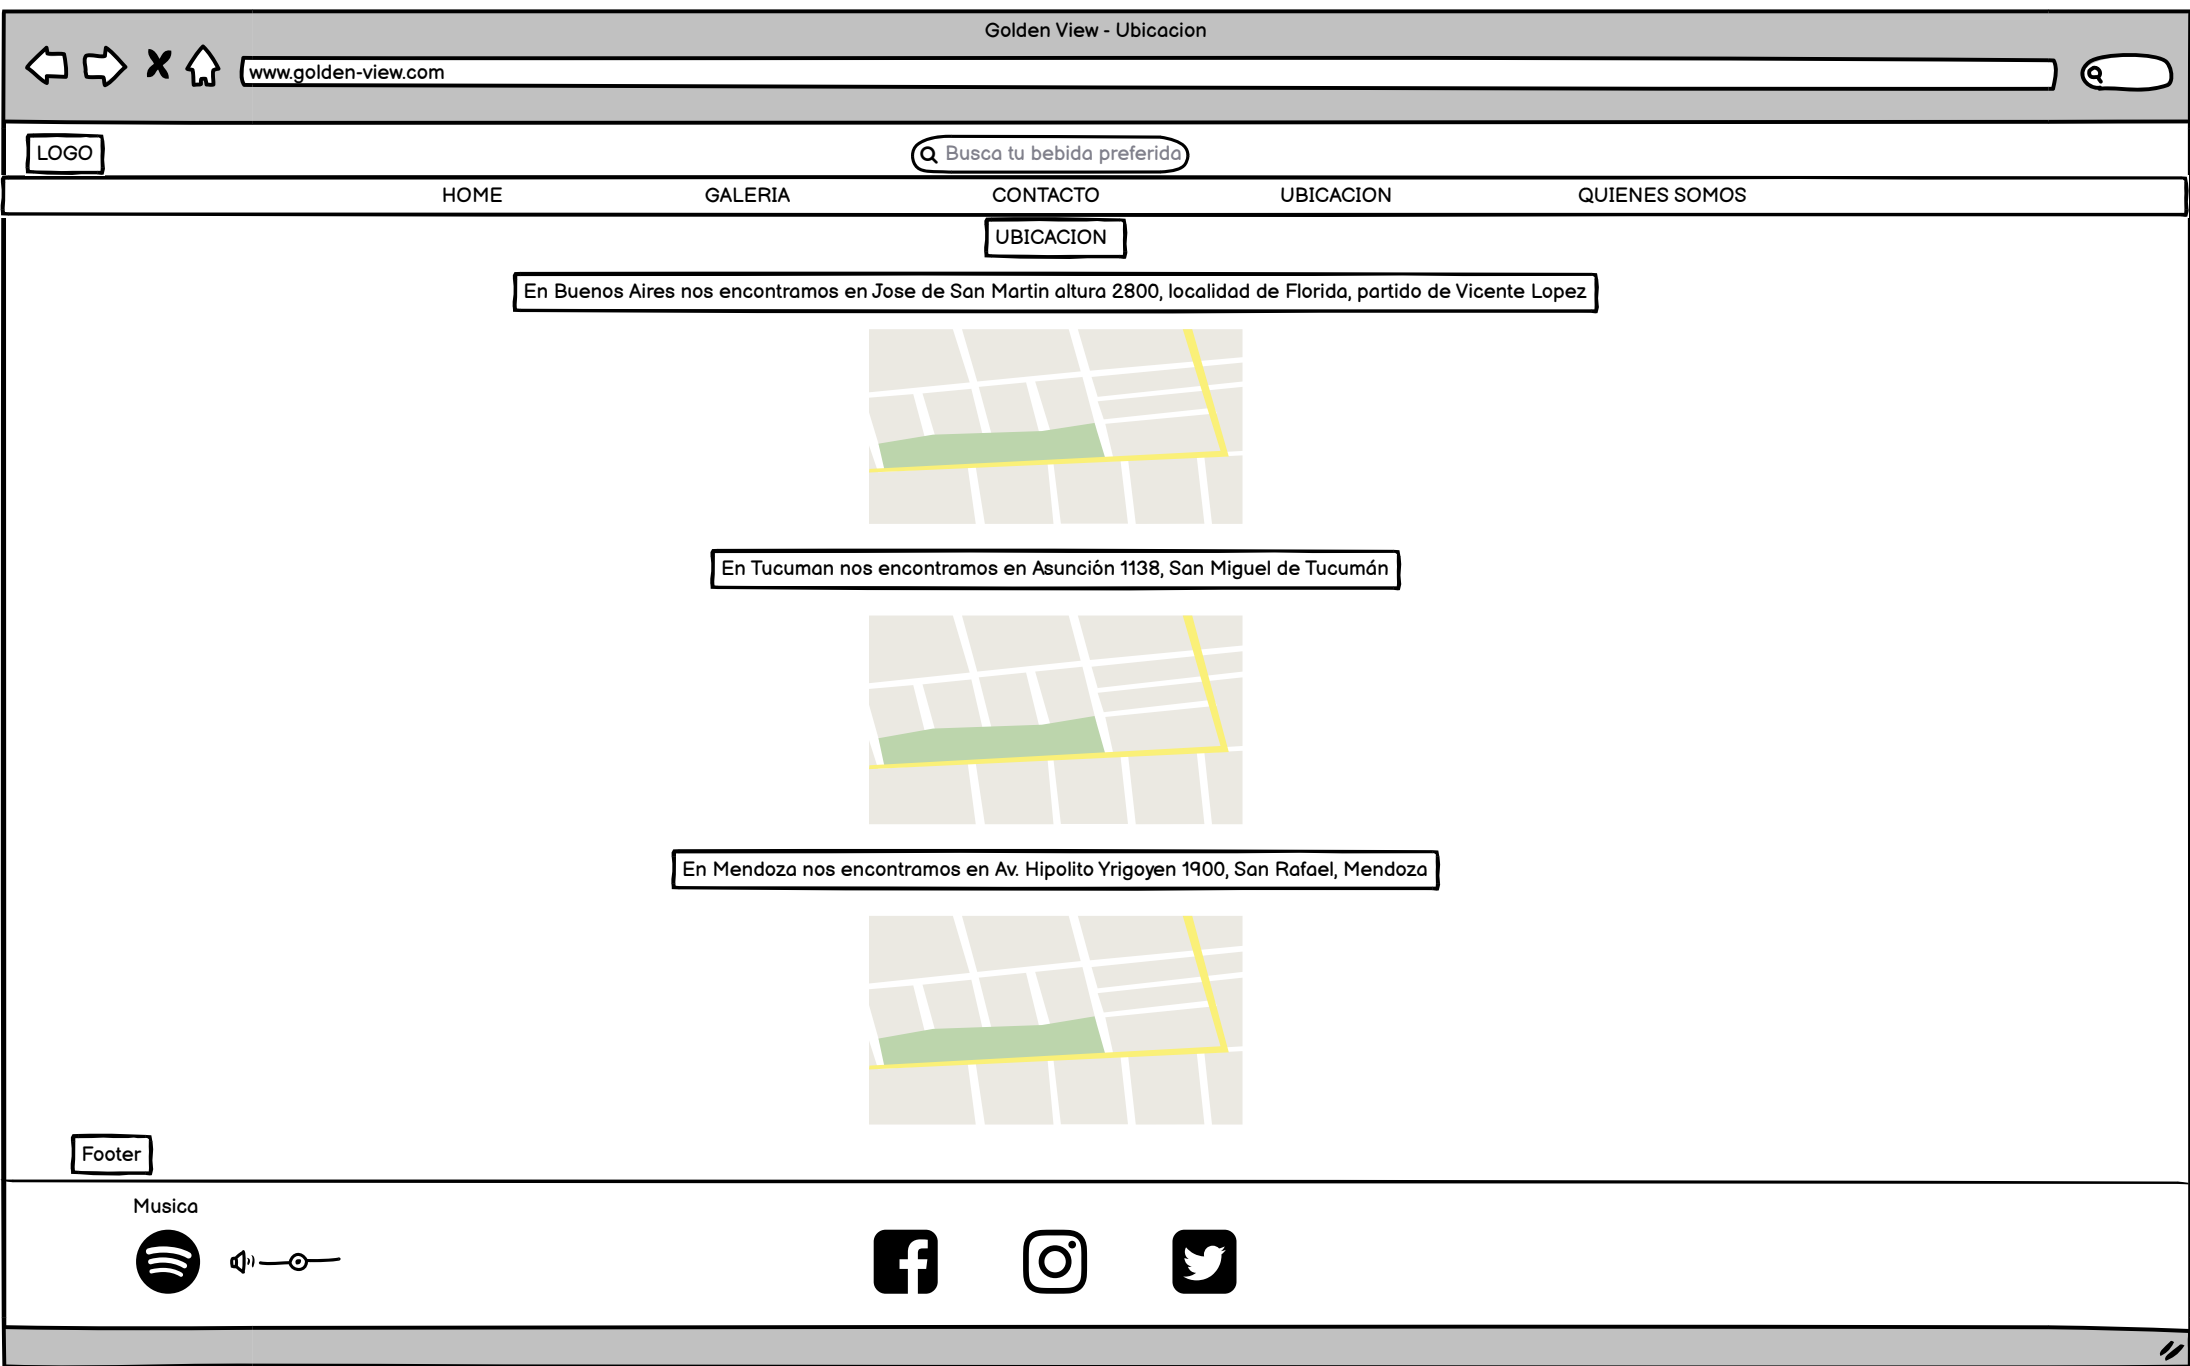 Golden View - Ubicacion
www.golden-view.com
LOGO
Busca tu bebida preferida
HOME GALERIA CONTACTO UBICACION QUIENES SOMOS
UBICACION
En Buenos Aires nos encontramos en Jose de San Martin altura 2800, localidad de Florida, partido de Vicente Lopez
En Tucuman nos encontramos en Asunción 1138, San Miguel de Tucumán
En Mendoza nos encontramos en Av. Hipolito Yrigoyen 1900, San Rafael, Mendoza
Footer
Musica